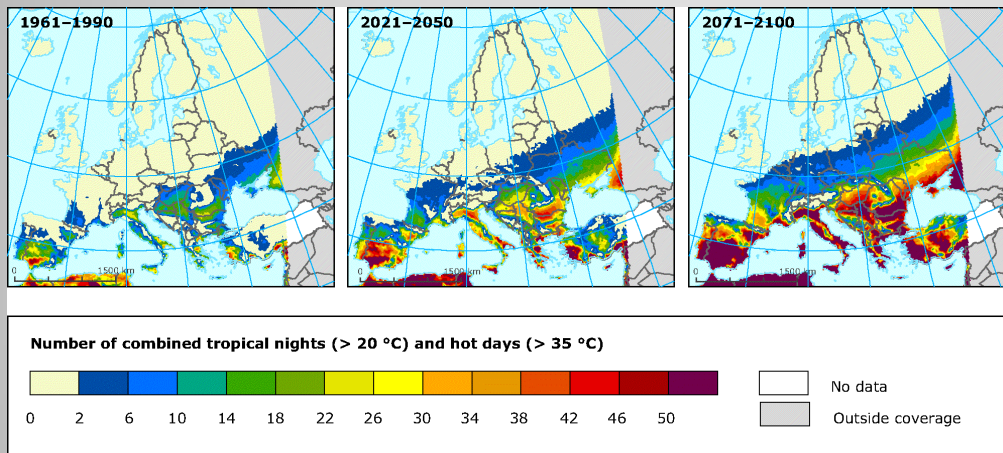 1961–1990
2021–2050
2071–2100
0 1500 km
0 1500 km
0 1500 km
Number of combined tropical nights (> 20 °C) and hot days (> 35 °C)
0 2 6 10 14 18 22 26 30 34 38 42 46 50
No data
Outside coverage